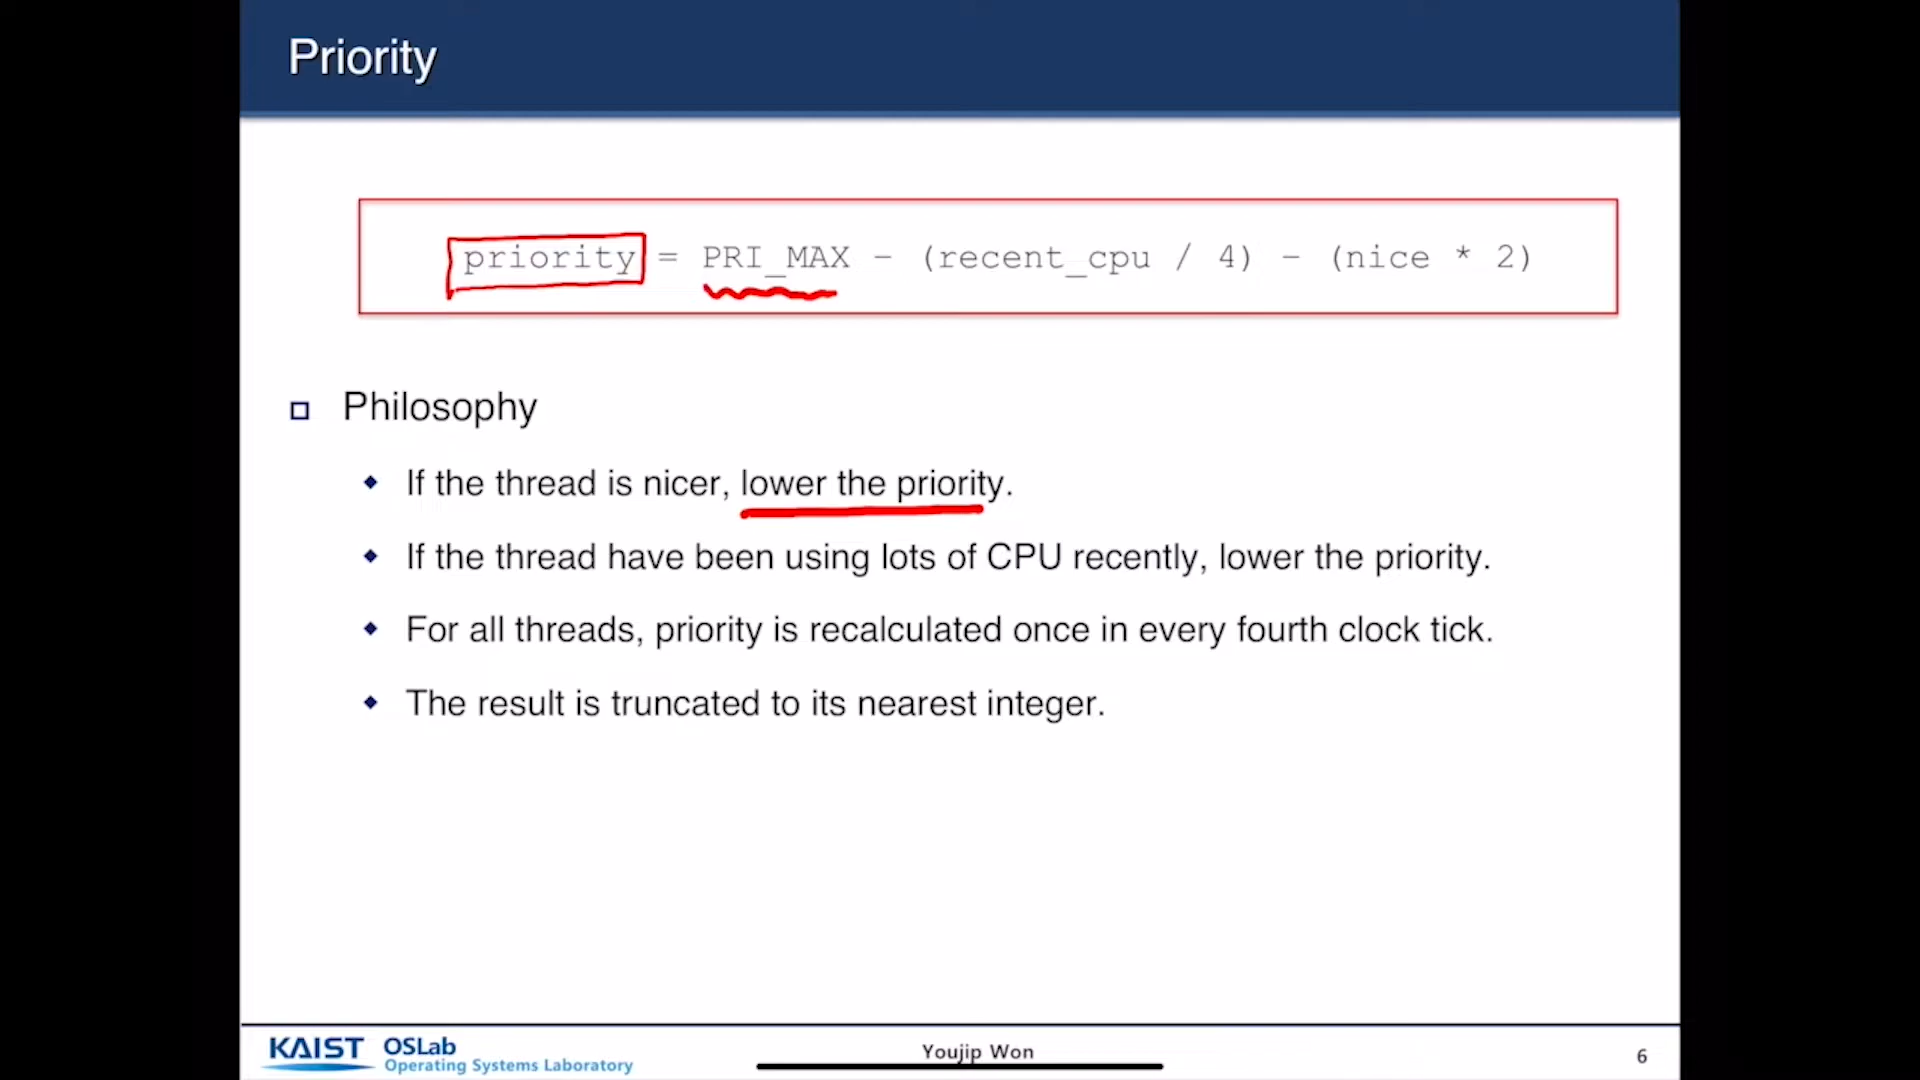 Priority
priority = PRI_MAX – (recent_cpu / 4) – (nice * 2)
Philosophy
If the thread is nicer, lower the priority.
If the thread have been using lots of CPU recently, lower the priority.
For all threads, priority is recalculated once in every fourth clock tick.
The result is truncated to its nearest integer.
KAIST OSLab
Operating Systems Laboratory
Youjip Won
6